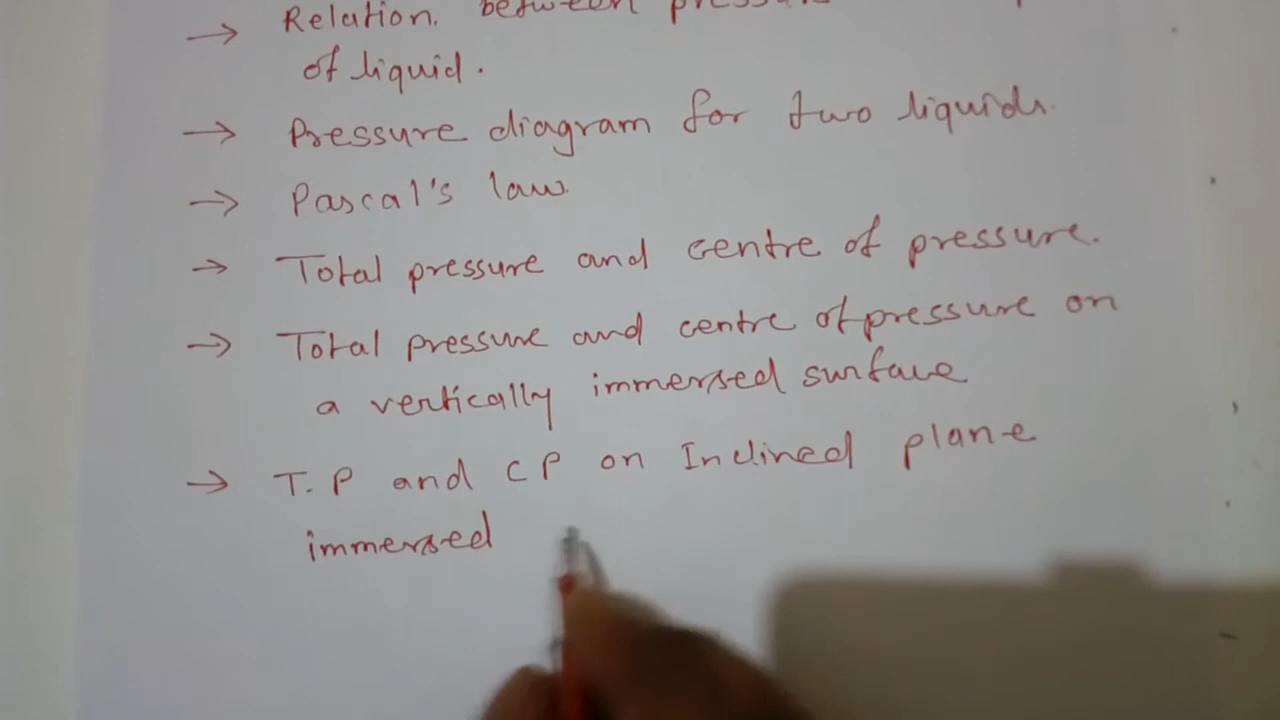 → Relation. between
of liquid.
→ Pressure diagram for two liquids.
→ Pascal's law.
→ Total pressure and centre of pressure.
→ Total pressure and centre of pressure on
a vertically immersed surface
→ T.P and CP on Inclined plane
immersed